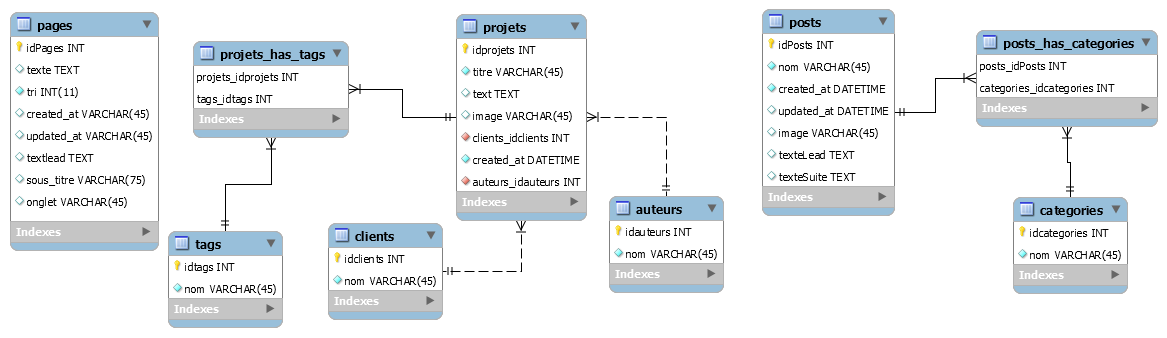 pages
idPages INT
texte TEXT
tri INT(11)
created_at VARCHAR(45)
updated_at VARCHAR(45)
textlead TEXT
sous_titre VARCHAR(75)
onglet VARCHAR(45)
Indexes
projets_has_tags
projets_idprojets INT
tags_idtags INT
Indexes
tags
idtags INT
nom VARCHAR(45)
Indexes
projets
idprojets INT
titre VARCHAR(45)
text TEXT
image VARCHAR(45)
clients_idclients INT
created_at DATETIME
auteurs_idauteurs INT
Indexes
clients
idclients INT
nom VARCHAR(45)
Indexes
auteurs
idauteurs INT
nom VARCHAR(45)
Indexes
posts
idPosts INT
nom VARCHAR(45)
created_at DATETIME
updated_at DATETIME
image VARCHAR(45)
texteLead TEXT
texteSuite TEXT
Indexes
posts_has_categories
posts_idPosts INT
categories_idcategories INT
Indexes
categories
idcategories INT
nom VARCHAR(45)
Indexes